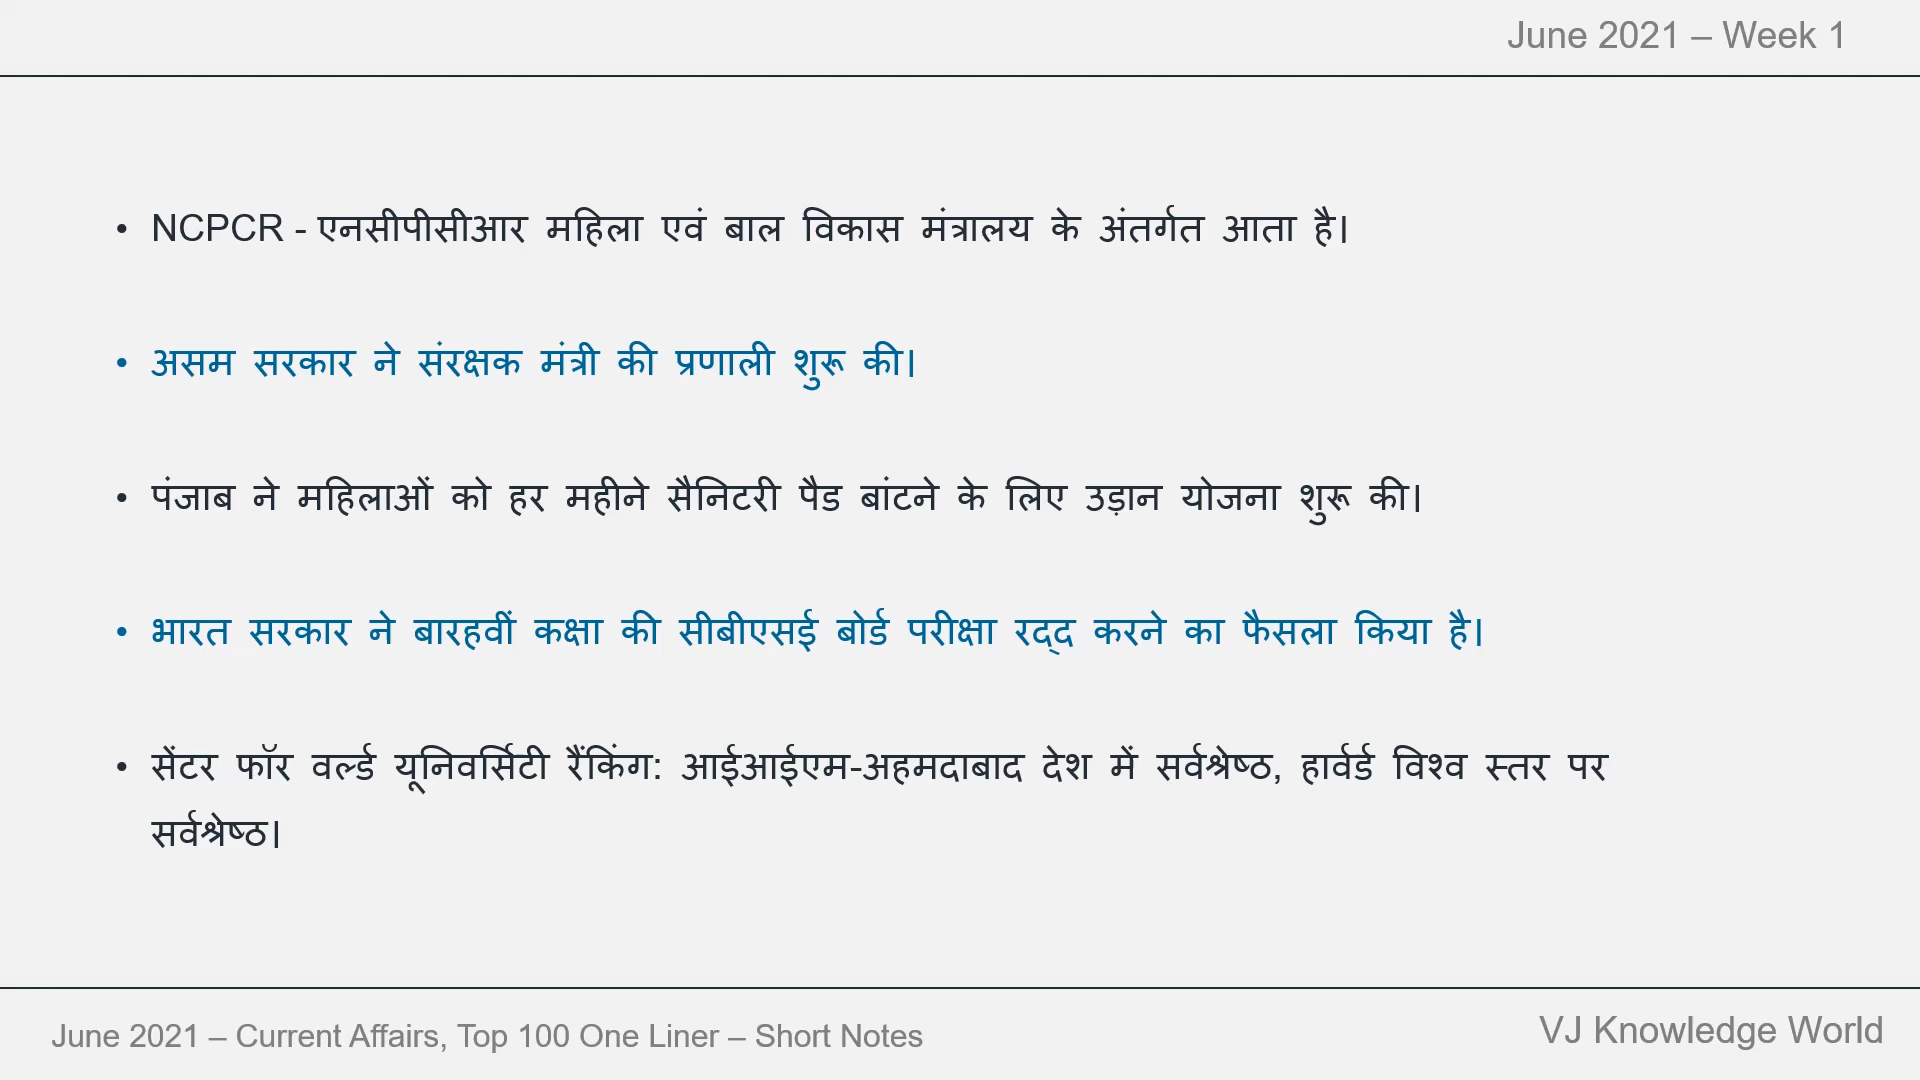 June 2021 – Week 1
• NCPCR - एनसीपीसीआर महिला एवं बाल विकास मंत्रालय के अंतर्गत आता है।
• असम सरकार ने संरक्षक मंत्री की प्रणाली शुरू की।
• पंजाब ने महिलाओं को हर महीने सैनिटरी पैड बांटने के लिए उड़ान योजना शुरू की।
• भारत सरकार ने बारहवीं कक्षा की सीबीएसई बोर्ड परीक्षा रद्द करने का फैसला किया है।
• सेंटर फॉर वर्ल्ड यूनिवर्सिटी रैंकिंग: आईआईएम-अहमदाबाद देश में सर्वश्रेष्ठ, हार्वर्ड विश्व स्तर पर
सर्वश्रेष्ठ।
June 2021 – Current Affairs, Top 100 One Liner – Short Notes
VJ Knowledge World